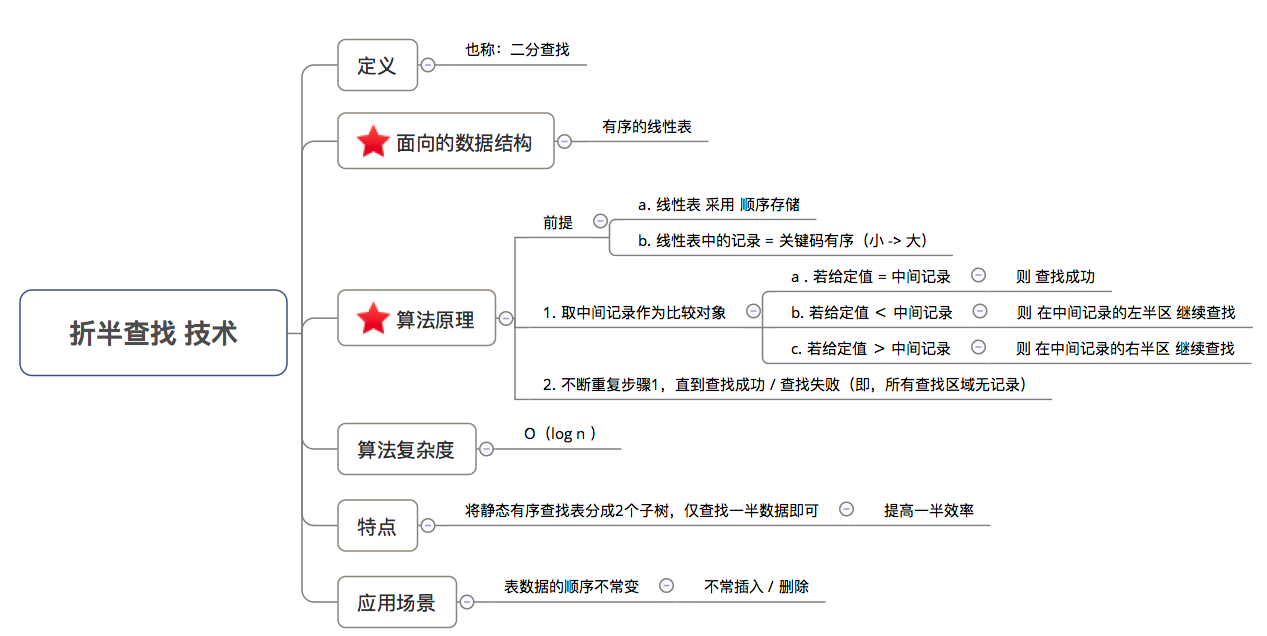 折半查找 技术
定义
也称：二分查找
面向的数据结构
有序的线性表
算法原理
前提
a. 线性表 采用 顺序存储
b. 线性表中的记录 = 关键码有序（小 -> 大）
1. 取中间记录作为比较对象
a . 若给定值 = 中间记录
则 查找成功
b. 若给定值 ＜ 中间记录
则 在中间记录的左半区 继续查找
c. 若给定值 ＞ 中间记录
则 在中间记录的右半区 继续查找
2. 不断重复步骤1，直到查找成功 / 查找失败（即，所有查找区域无记录）
算法复杂度
O（log n ）
特点
将静态有序查找表分成2个子树，仅查找一半数据即可
提高一半效率
应用场景
表数据的顺序不常变
不常插入 / 删除